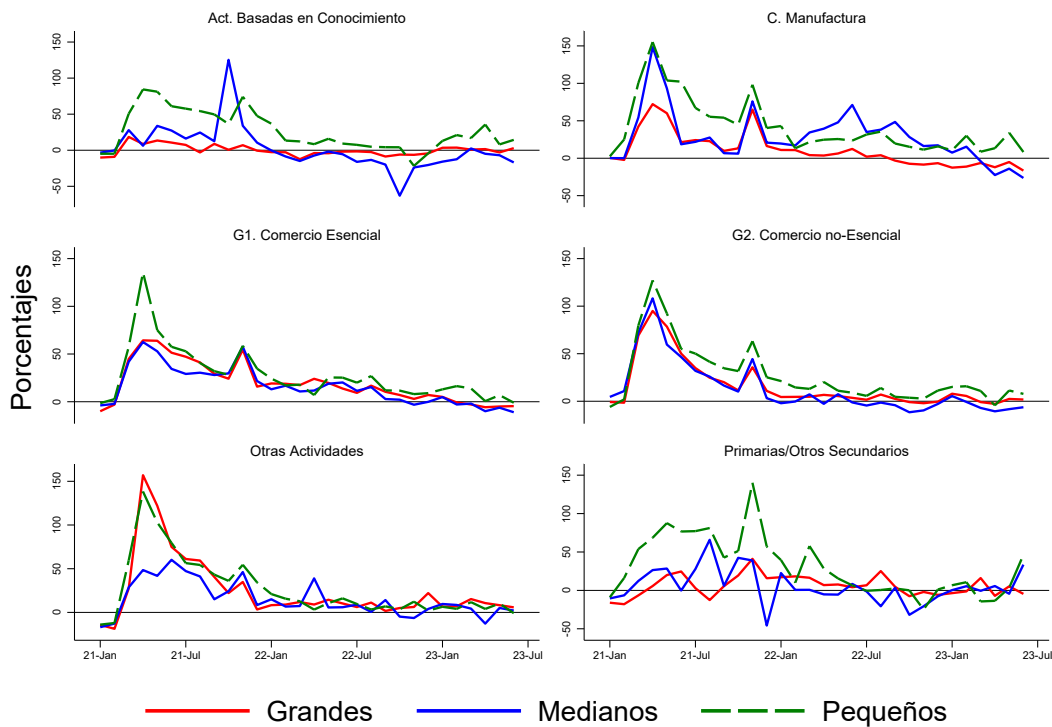 Act. Basadas en Conocimiento
C. Manufactura
150
100
50
0
-50
150
100
50
0
-50
G1. Comercio Esencial
G2. Comercio no-Esencial
Porcentajes
150
100
50
0
150
100
50
0
Otras Actividades
Primarias/Otros Secundarios
150
100
50
0
150
100
50
0
-50
21-Jan 21-Jul 22-Jan 22-Jul 23-Jan 23-Jul
21-Jan 21-Jul 22-Jan 22-Jul 23-Jan 23-Jul
Grandes Medianos Pequeños